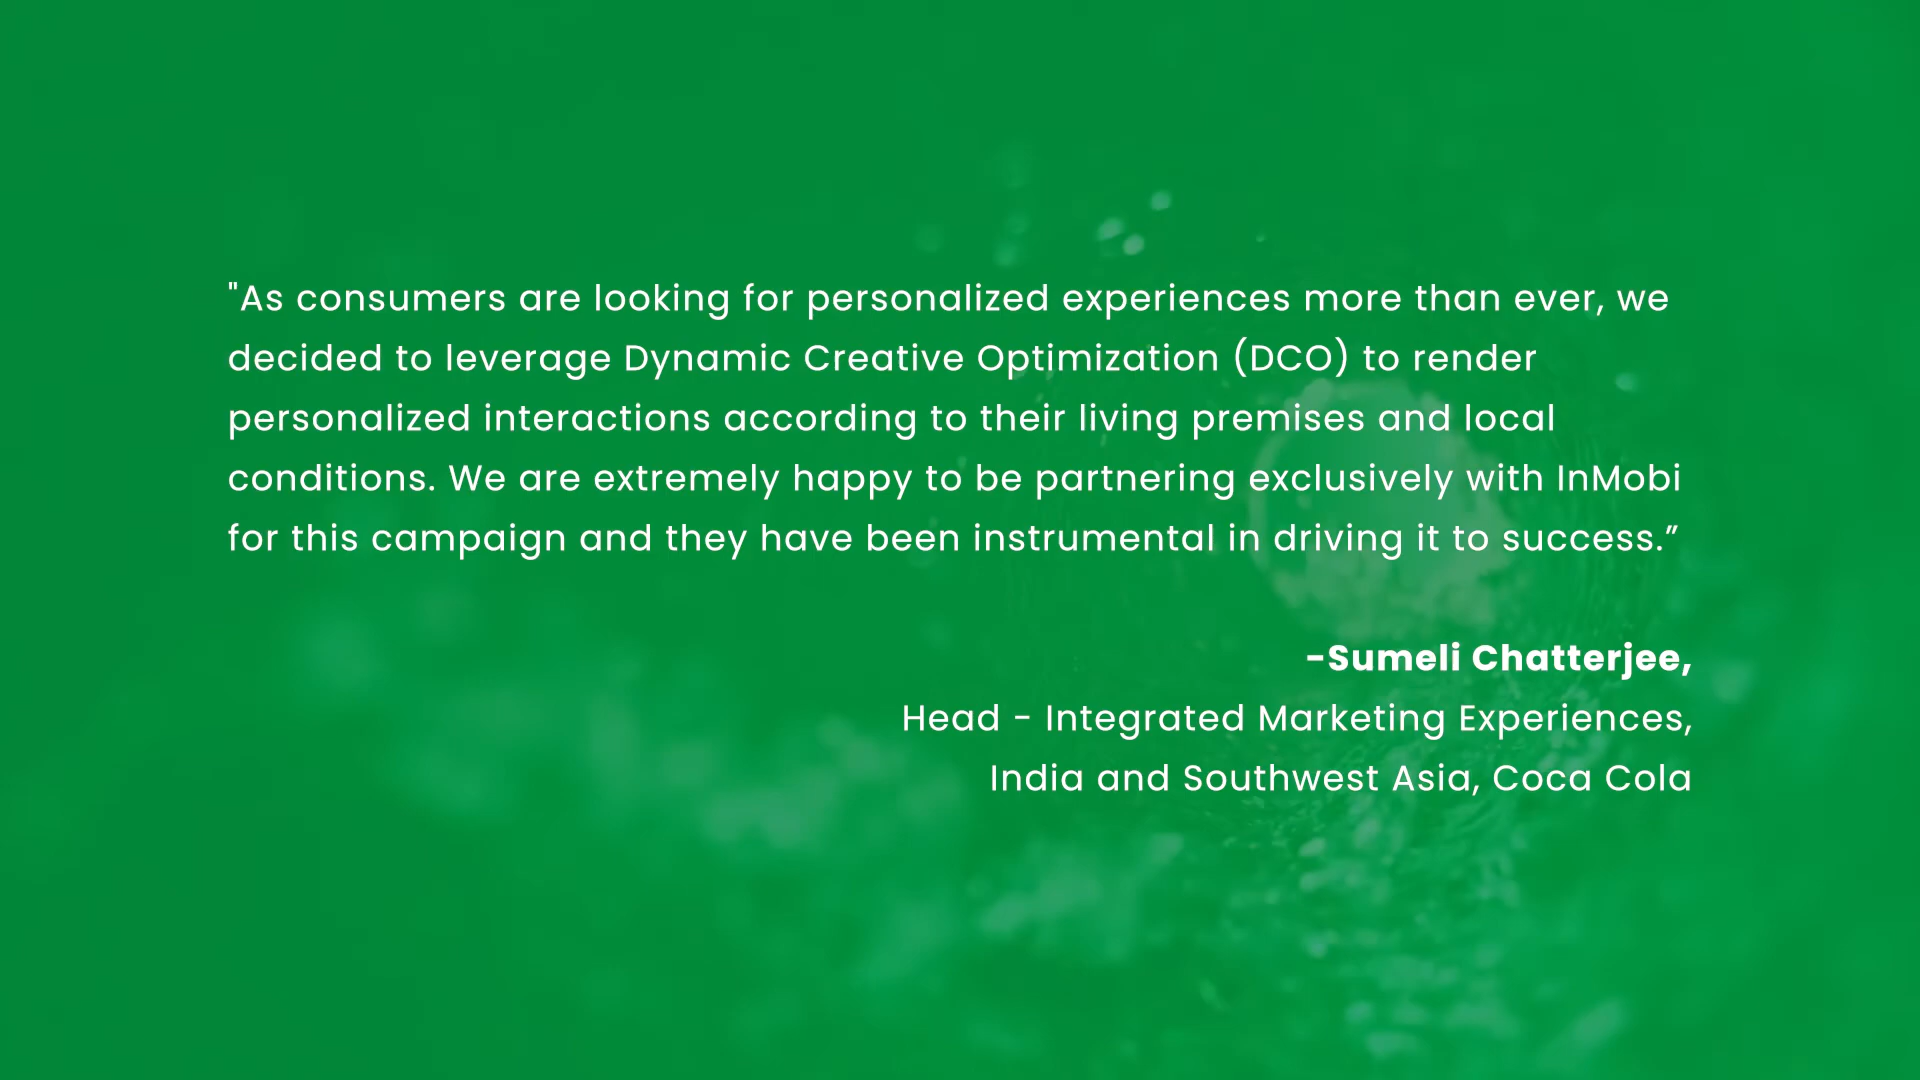 "As consumers are looking for personalized experiences more than ever, we
decided to leverage Dynamic Creative Optimization (DCO) to render
personalized interactions according to their living premises and local
conditions. We are extremely happy to be partnering exclusively with InMobi
for this campaign and they have been instrumental in driving it to success.”
-Sumeli Chatterjee,
Head - Integrated Marketing Experiences,
India and Southwest Asia, Coca Cola